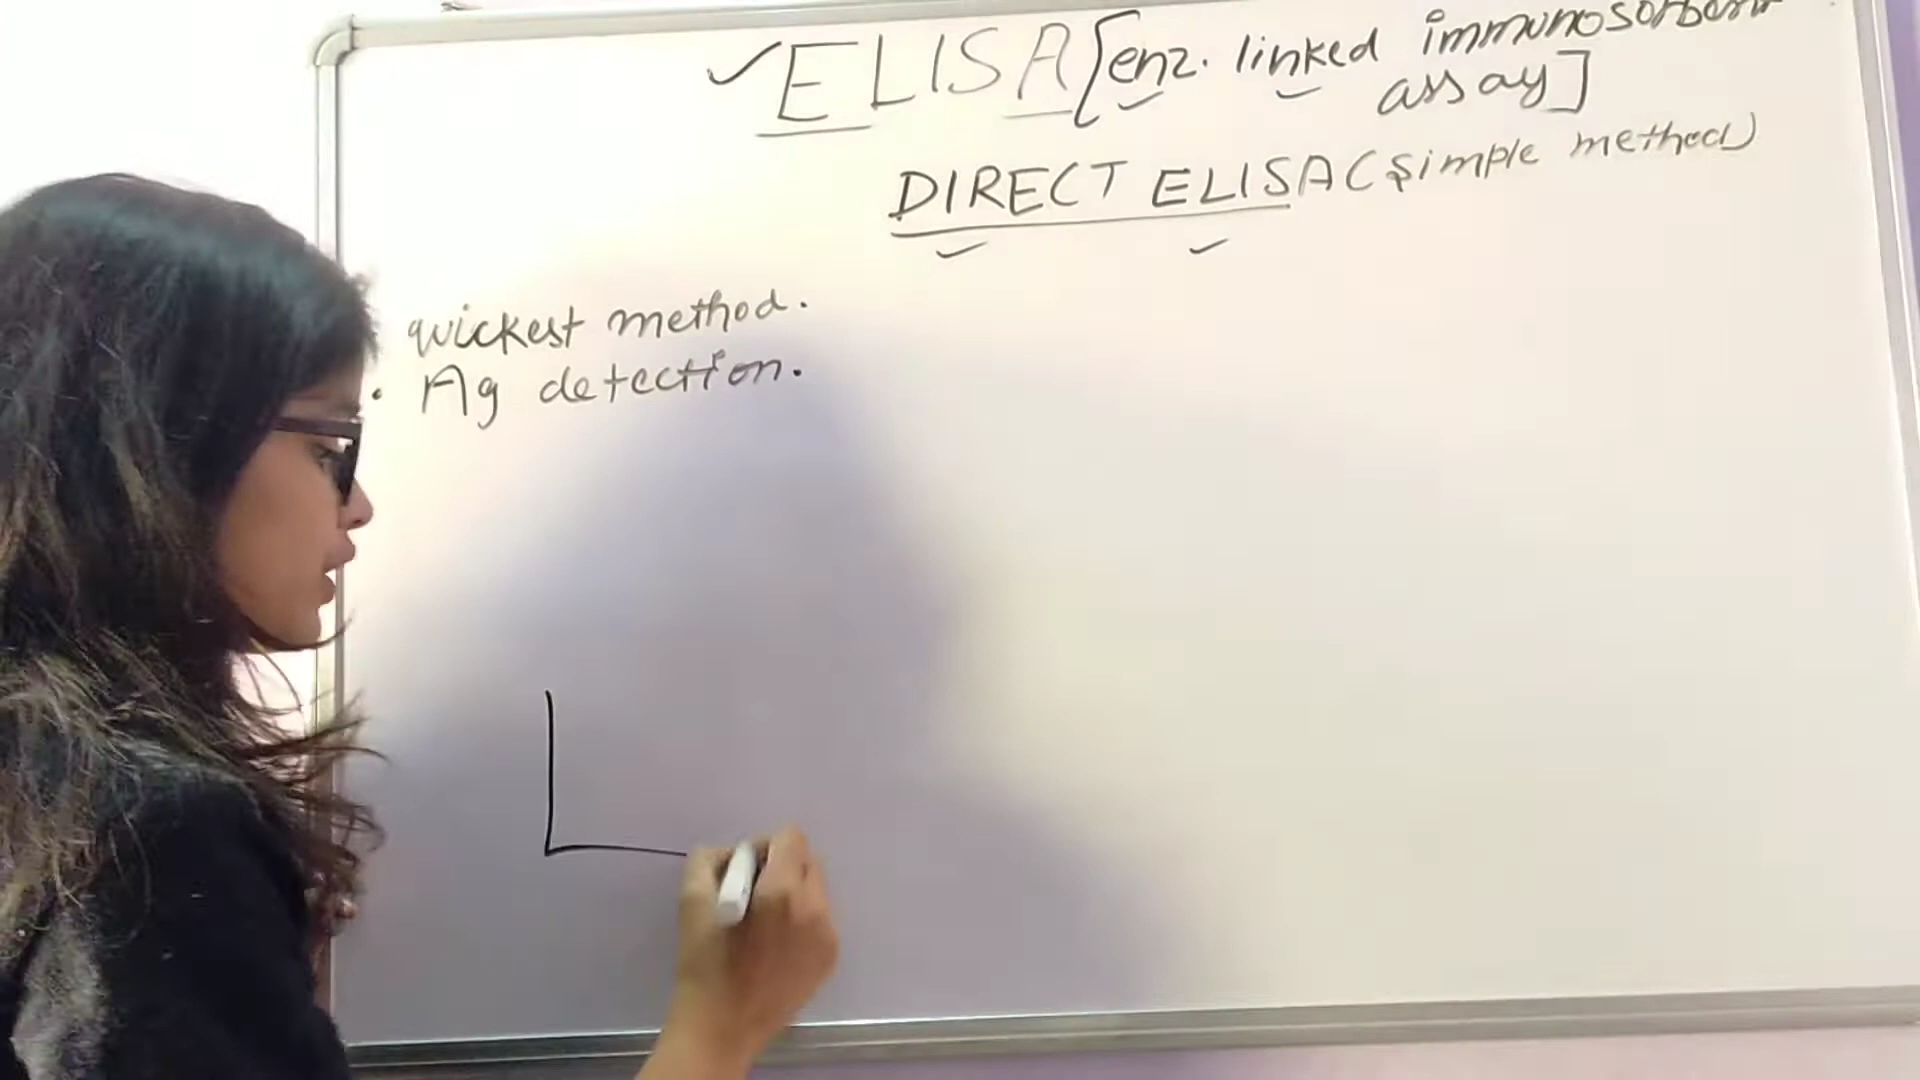 ✓ELISA [enz. linked immunosorbent
assay]
DIRECT ELISA (simple method)
quickest method.
• Ag detection.